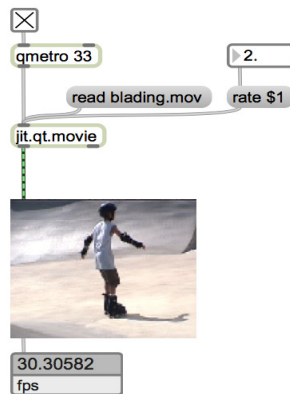 qmetro 33
2.
read blading.mov
rate $1
jit.qt.movie
30.30582
fps